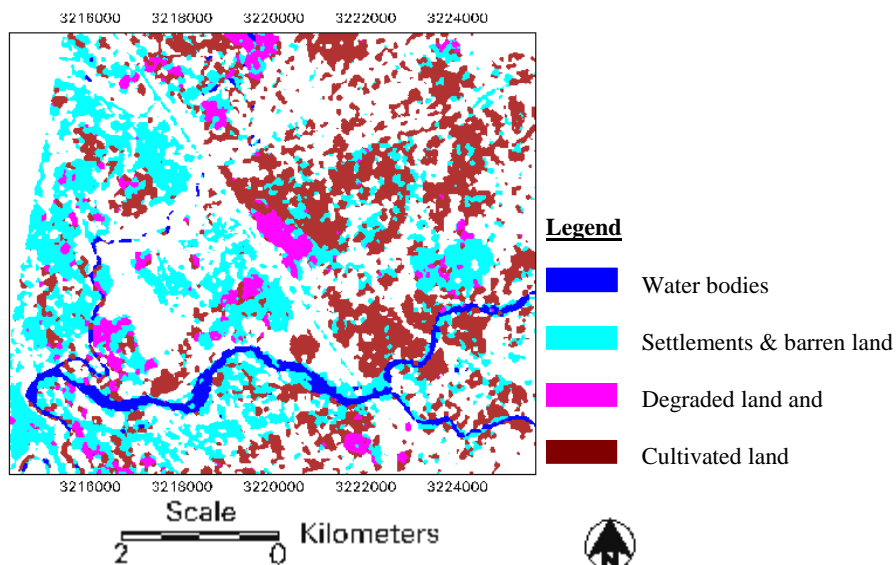 3216000 3218000 3220000 3222000 3224000
Legend
Water bodies
Settlements & barren land
Degraded land and
Cultivated land
3216000 3218000 3220000 3222000 3224000
Scale
2 0 Kilometers
N